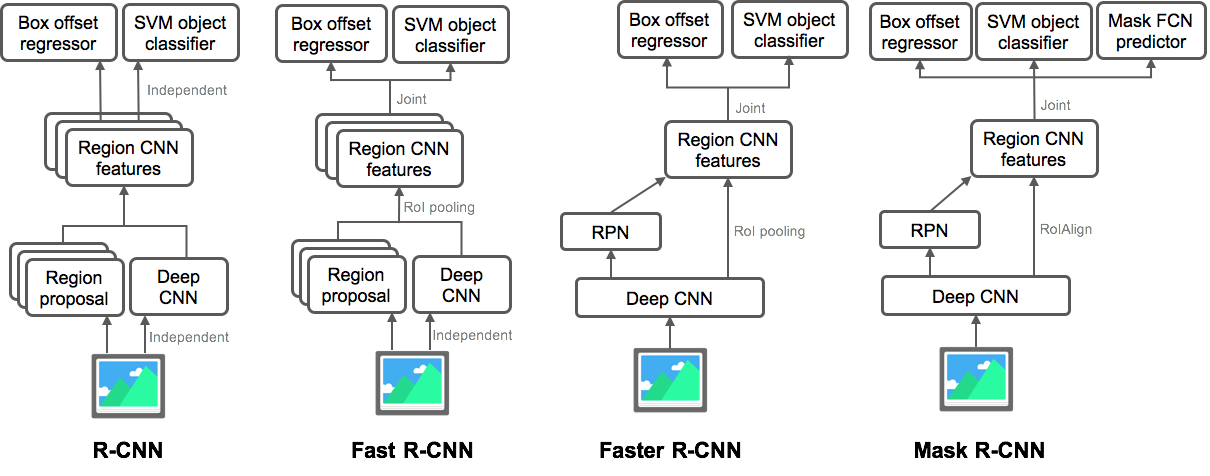 Box offset
regressor
SVM object
classifier
Independent
Region CNN
features
Region
proposal
Deep
CNN
Independent
R-CNN
Box offset
regressor
SVM object
classifier
Joint
Region CNN
features
RoI pooling
Region
proposal
Deep
CNN
Independent
Fast R-CNN
Box offset
regressor
SVM object
classifier
Joint
Region CNN
features
RPN
RoI pooling
Deep CNN
Faster R-CNN
Box offset
regressor
SVM object
classifier
Mask FCN
predictor
Joint
Region CNN
features
RPN
RoIAlign
Deep CNN
Mask R-CNN